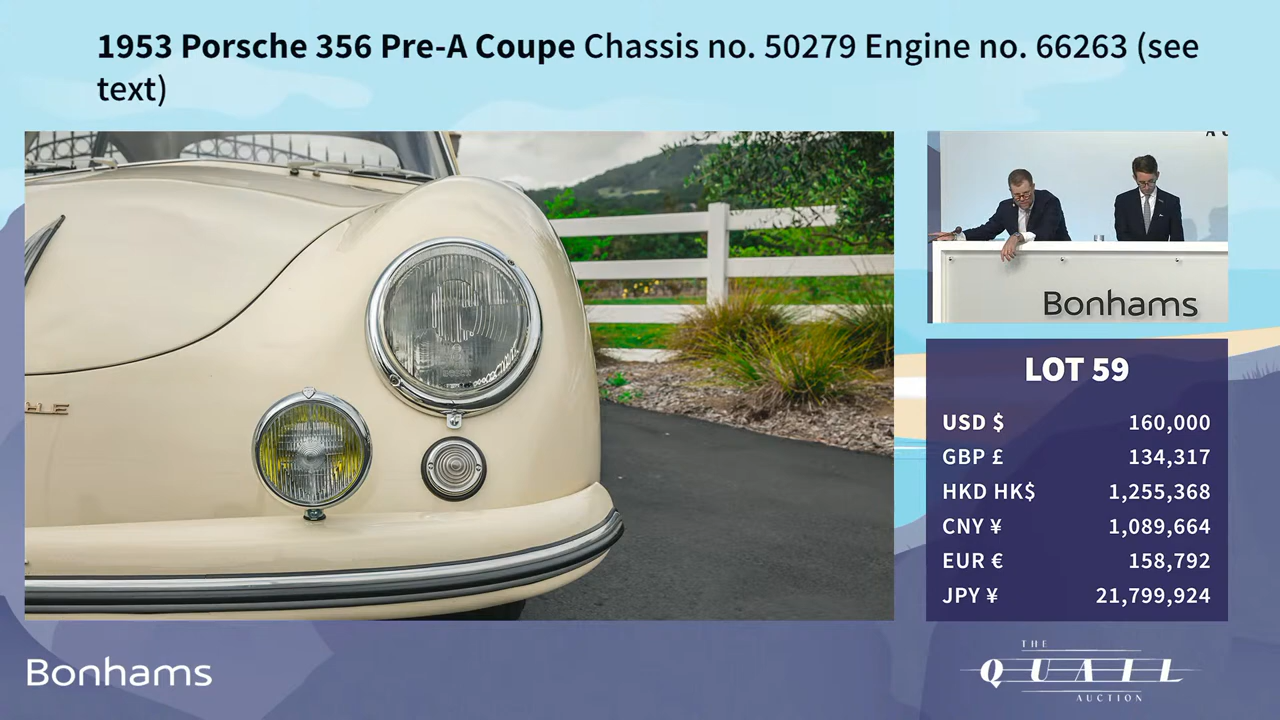 1953 Porsche 356 Pre-A Coupe Chassis no. 50279 Engine no. 66263 (see
text)
Bonhams
LOT 59
USD $ 160,000
GBP £ 134,317
HKD HK$ 1,255,368
CNY ¥ 1,089,664
EUR € 158,792
JPY ¥ 21,799,924
Bonhams
THE
QUAIL
AUCTION